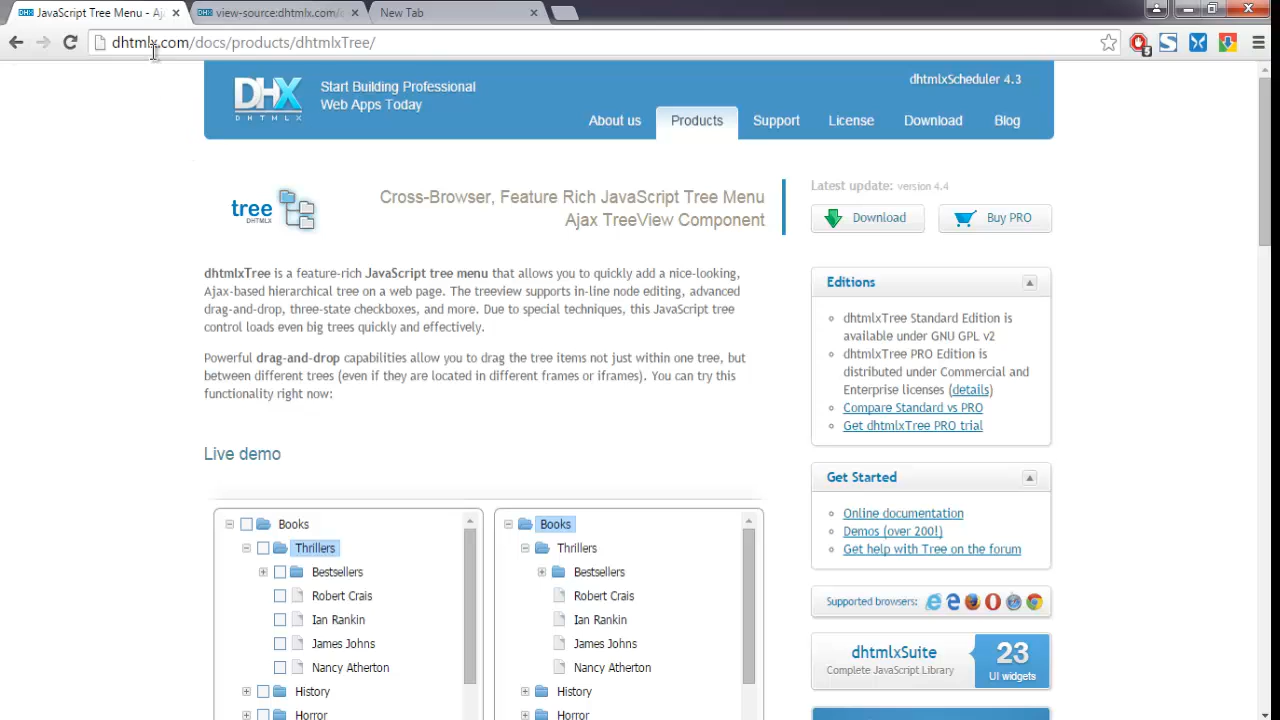 JavaScript Tree Menu - Aja
view-source:dhtmlx.com/d
New Tab
dhtmlx.com/docs/products/dhtmlxTree/
5
DHX
DHTMLX
Start Building Professional
Web Apps Today
dhtmlxScheduler 4.3
About us
Products
Support
License
Download
Blog
tree
DHTMLX
Cross-Browser, Feature Rich JavaScript Tree Menu
Ajax TreeView Component
Latest update: version 4.4
Download
Buy PRO
dhtmlxTree is a feature-rich JavaScript tree menu that allows you to quickly add a nice-looking,
Ajax-based hierarchical tree on a web page. The treeview supports in-line node editing, advanced
drag-and-drop, three-state checkboxes, and more. Due to special techniques, this JavaScript tree
control loads even big trees quickly and effectively.
Powerful drag-and-drop capabilities allow you to drag the tree items not just within one tree, but
between different trees (even if they are located in different frames or iframes). You can try this
functionality right now:
Live demo
Books
Thrillers
Bestsellers
Robert Crais
Ian Rankin
James Johns
Nancy Atherton
History
Horror
Books
Thrillers
Bestsellers
Robert Crais
Ian Rankin
James Johns
Nancy Atherton
History
Horror
Editions
dhtmlxTree Standard Edition is
available under GNU GPL v2
dhtmlxTree PRO Edition is
distributed under Commercial and
Enterprise licenses (details)
Compare Standard vs PRO
Get dhtmlxTree PRO trial
Get Started
Online documentation
Demos (over 200!)
Get help with Tree on the forum
Supported browsers:
dhtmlxSuite
Complete JavaScript Library
23
UI widgets